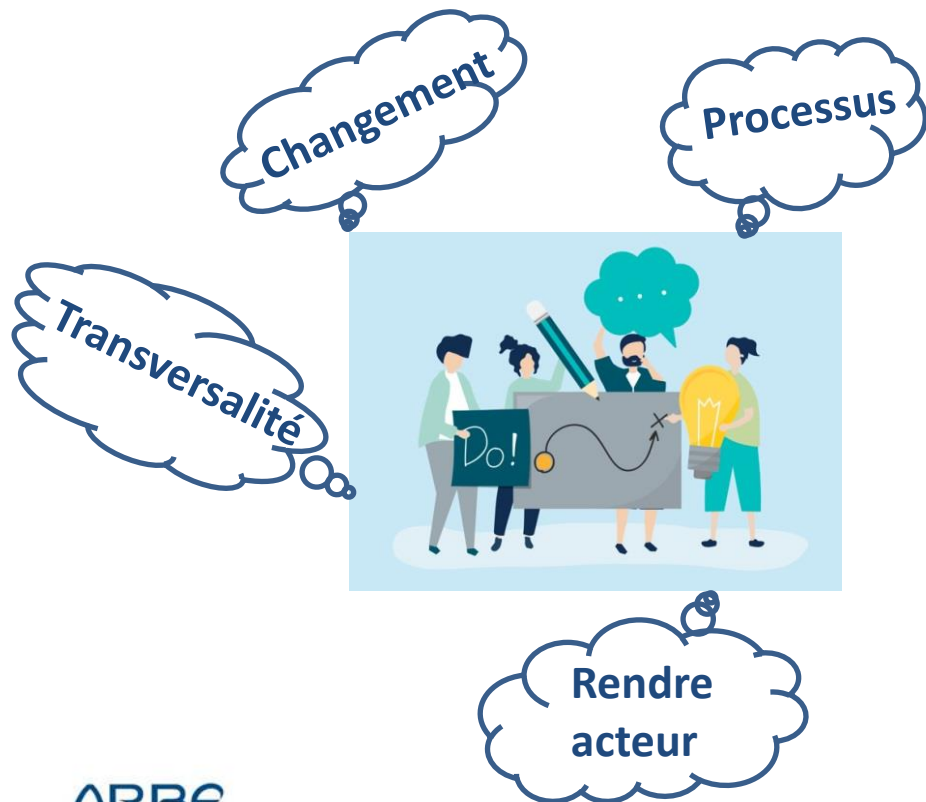 Changement
Processus
Transversalité
Do!
Rendre
acteur